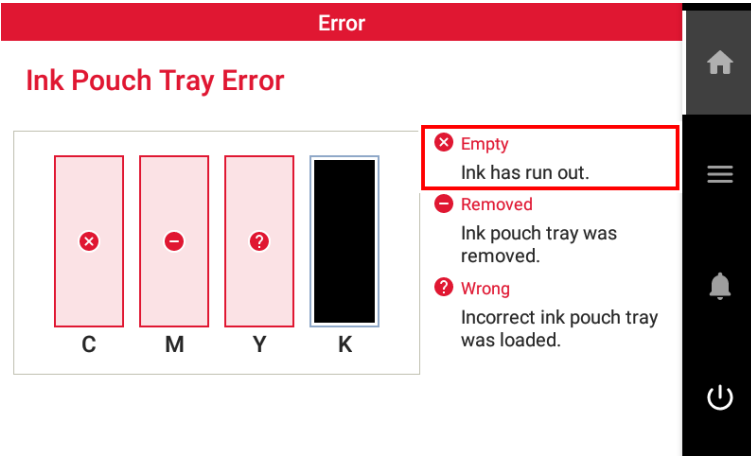 Error
Ink Pouch Tray Error
Empty
Ink has run out.
Removed
Ink pouch tray was
removed.
? Wrong
Incorrect ink pouch tray
was loaded.
?
C M Y K